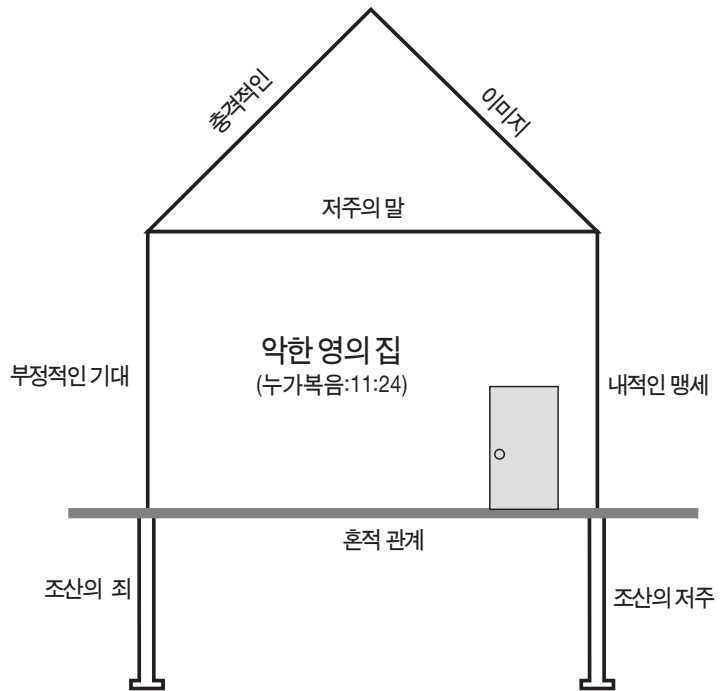 충격적인
이미지
저주의 말
악한 영의 집
(누가복음:11:24)
부정적인 기대
내적인 맹세
혼적 관계
조산의 죄
조산의 저주